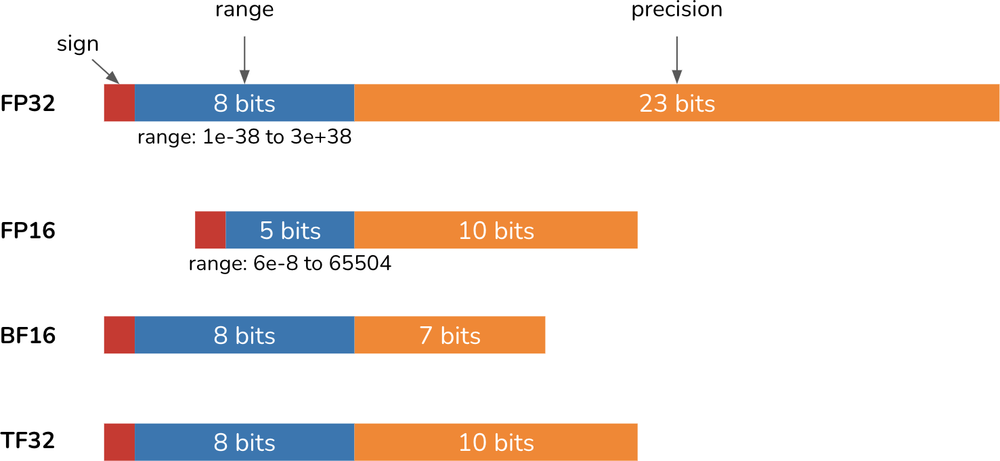 range
precision
sign
FP32
8 bits
23 bits
range: 1e-38 to 3e+38
FP16
5 bits
10 bits
range: 6e-8 to 65504
BF16
8 bits
7 bits
TF32
8 bits
10 bits